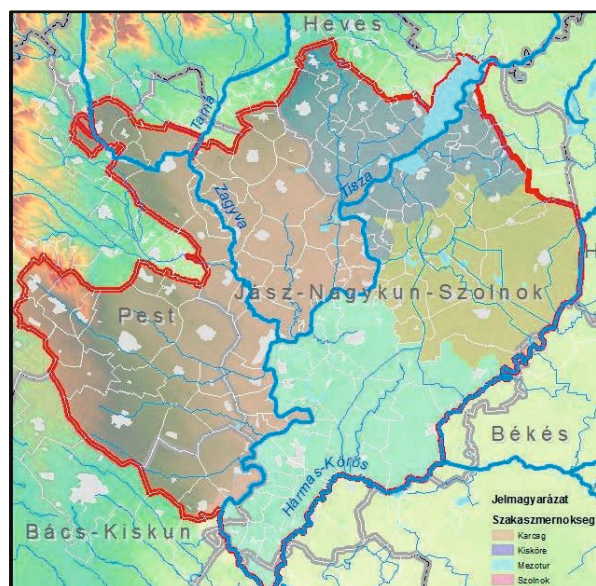 Heves
Tarna
Tisza
Zagyva
Jász-Nagykun-Szolnok
H
Pest
Békés
Hármas-Körös
Bács-Kiskun
Jelmagyarázat
Szakaszmernokseg
Karcag
Kisköre
Mezotur
Szolnok